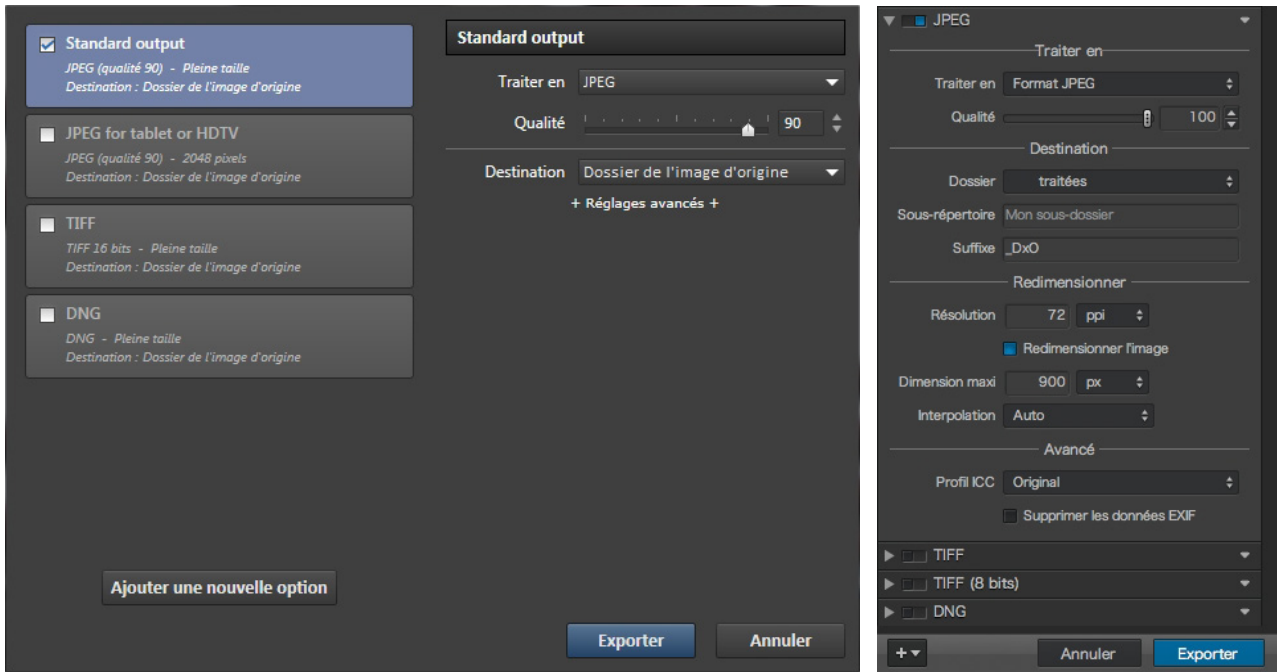 Standard output
JPEG (qualité 90) - Pleine taille
Destination : Dossier de l'image d'origine
JPEG for tablet or HDTV
JPEG (qualité 90) - 2048 pixels
Destination : Dossier de l'image d'origine
TIFF
TIFF 16 bits - Pleine taille
Destination : Dossier de l'image d'origine
DNG
DNG - Pleine taille
Destination : Dossier de l'image d'origine
Ajouter une nouvelle option
Standard output
Traiter en JPEG
Qualité 90
Destination Dossier de l'image d'origine
+ Réglages avancés +
Exporter Annuler
JPEG
Traiter en
Traiter en Format JPEG
Qualité 100
Destination
Dossier traitées
Sous-répertoire Mon sous-dossier
Suffixe _DxO
Redimensionner
Résolution 72 ppi
Redimensionner l'image
Dimension maxi 900 px
Interpolation Auto
Avancé
Profil ICC Original
Supprimer les données EXIF
TIFF
TIFF (8 bits)
DNG
+ Annuler Exporter